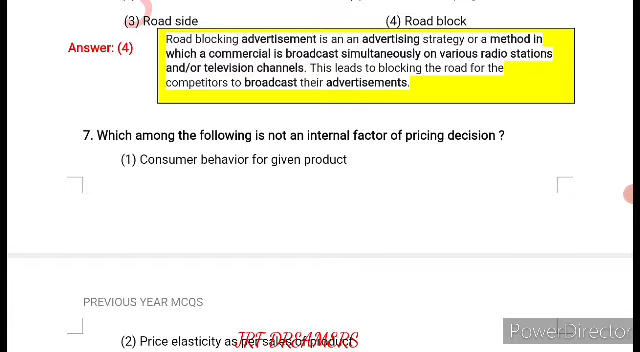 (3) Road side (4) Road block
Answer: (4)
Road blocking advertisement is an an advertising strategy or a method in
which a commercial is broadcast simultaneously on various radio stations
and/or television channels. This leads to blocking the road for the
competitors to broadcast their advertisements.
7. Which among the following is not an internal factor of pricing decision ?
(1) Consumer behavior for given product
PREVIOUS YEAR MCQS
PowerDirector
(2) Price elasticity as per sales of product
JRF DREAMERS